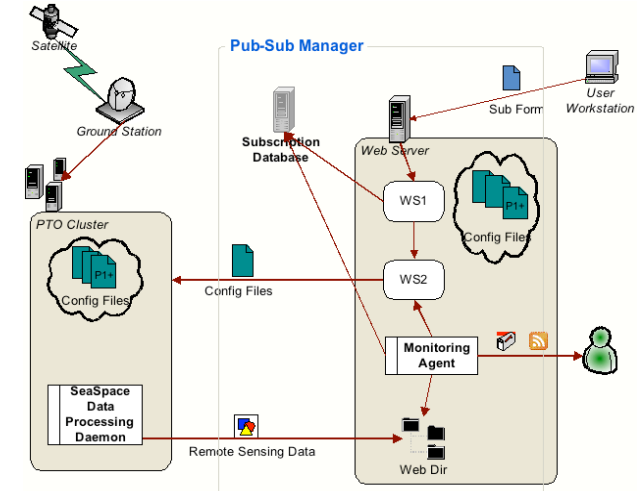 Satellite
Pub-Sub Manager
Ground Station
Sub Form
User
Workstation
Subscription
Database
Web Server
PTO Cluster
WS1
P1+
Config Files
P1+
Config Files
Config Files
WS2
Monitoring
Agent
SeaSpace
Data
Processing
Daemon
Remote Sensing Data
Web Dir